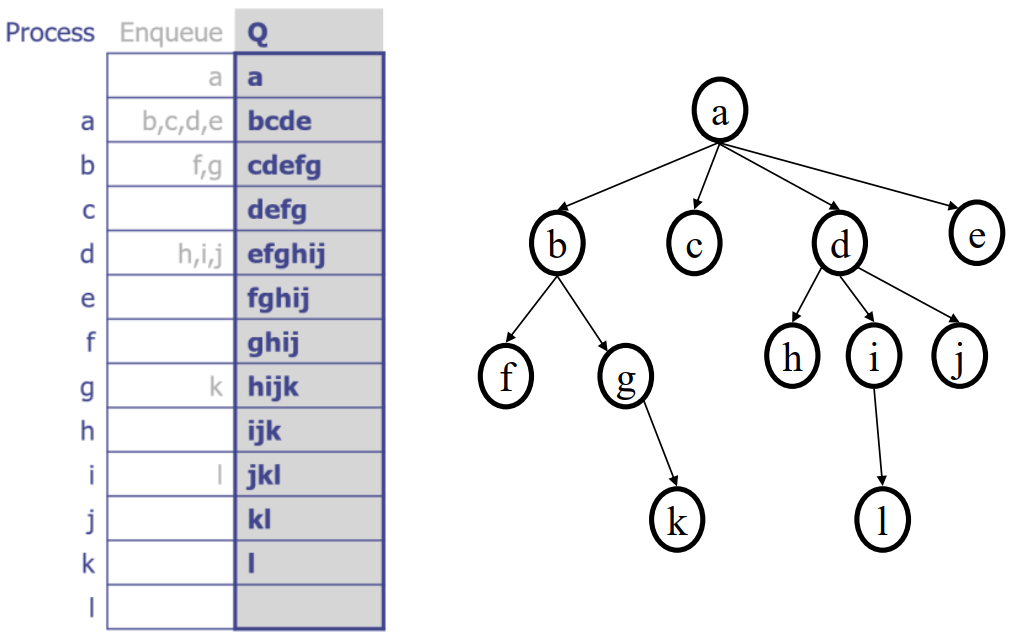 Process Enqueue Q
a a
a b,c,d,e bcde
b f,g cdefg
c defg
d h,i,j efghij
e fghij
f ghij
g k hijk
h ijk
i l jkl
j kl
k l
l
a
b c d e
f g h i j
k l